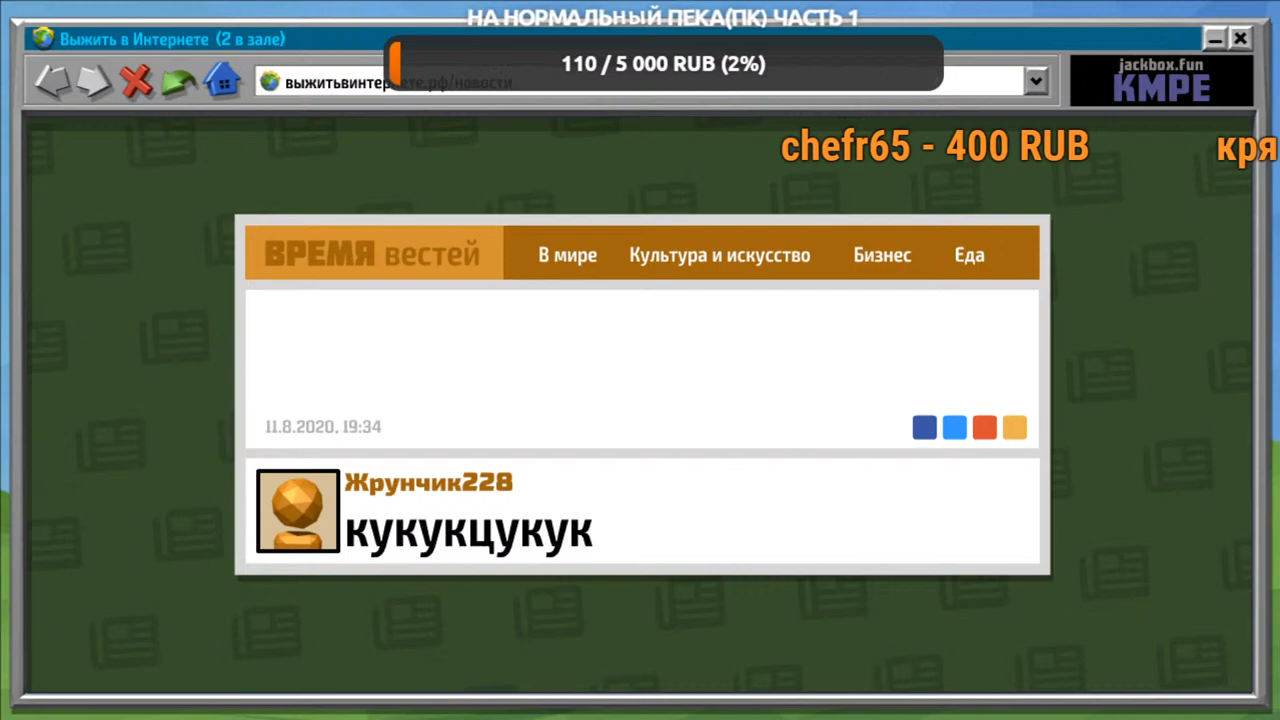 НА НОРМАЛЬНЫЙ ПЕКА(ПК) ЧАСТЬ 1
Выжить в Интернете (2 в зале)
110 / 5 000 RUB (2%)
выжитьвинтернете.рф/новости
jackbox.fun
KMPE
chefr65 - 400 RUB
кря
ВРЕМЯ вестей
В мире
Культура и искусство
Бизнес
Еда
11.8.2020, 19:34
Жрунчик228
кукукцукук